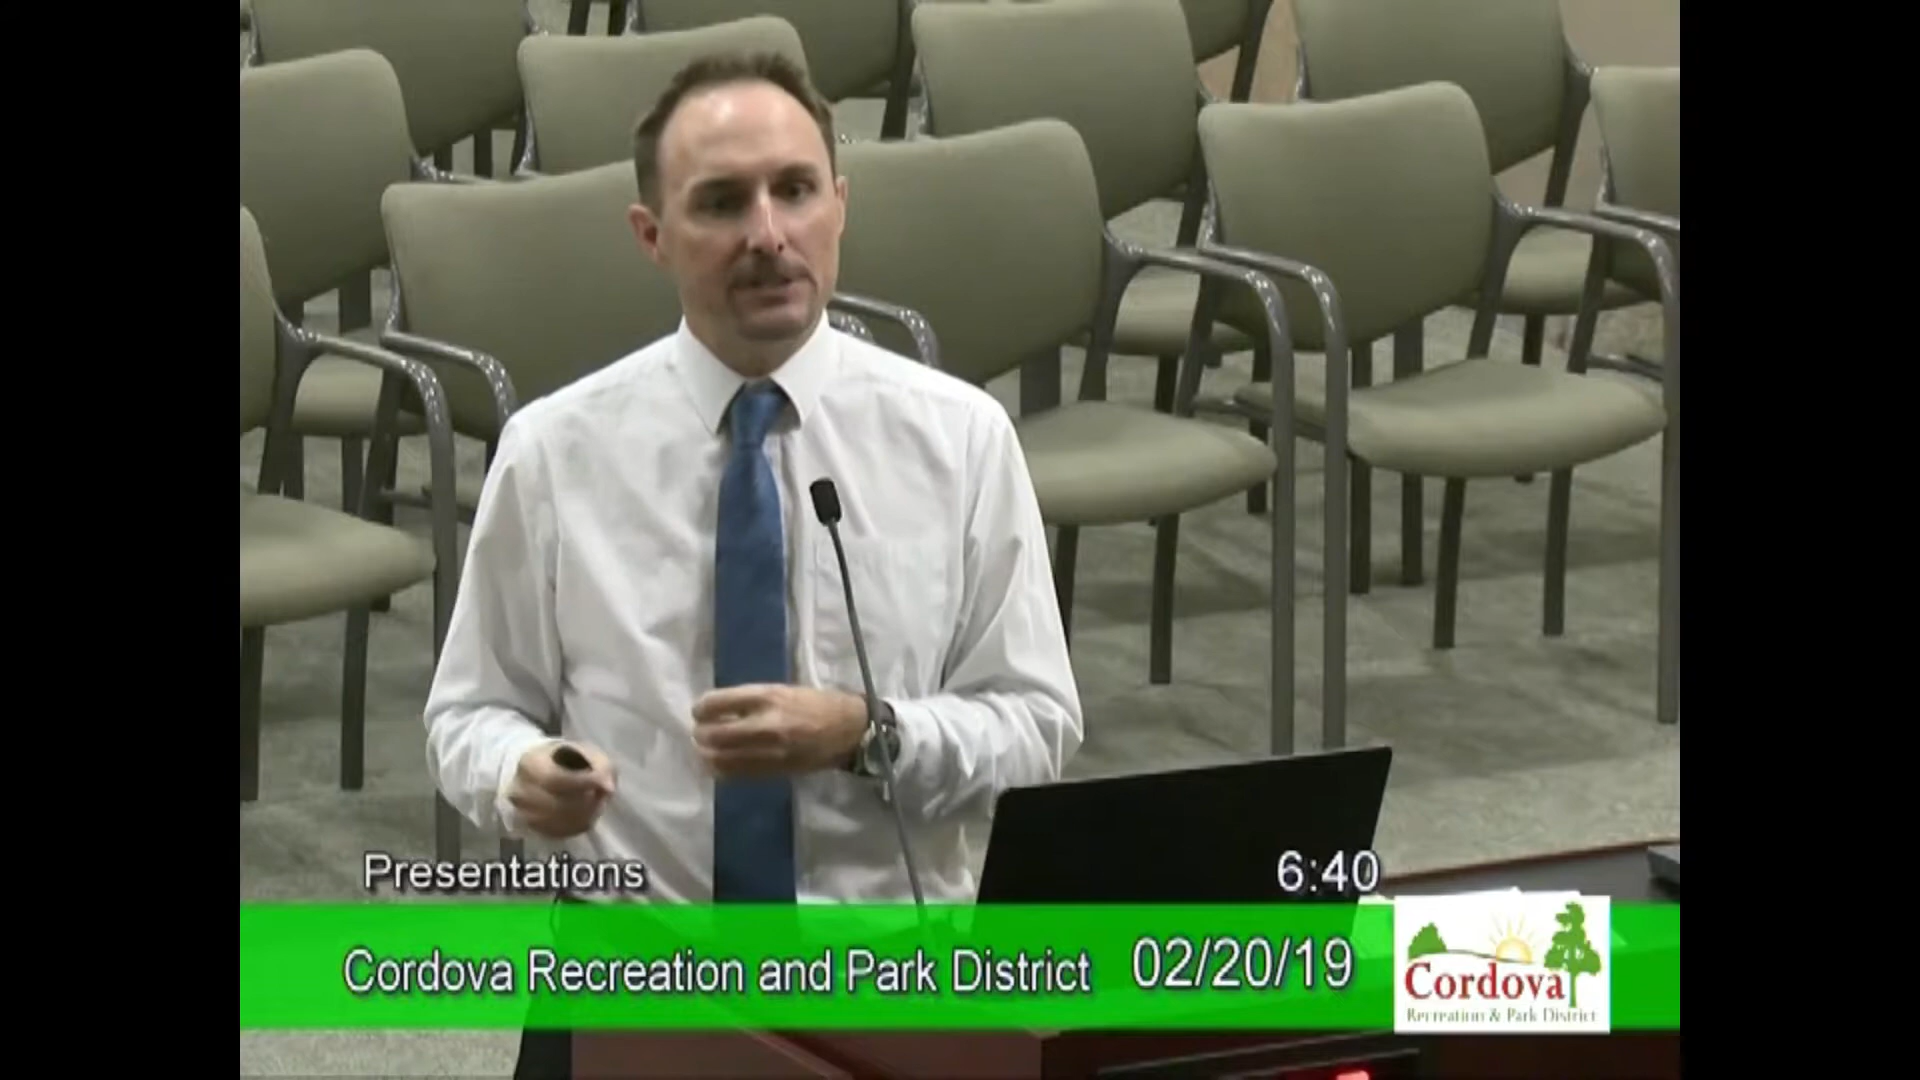 Presentations
6:40
Cordova Recreation and Park District
02/20/19
Cordova
Recreation & Park District